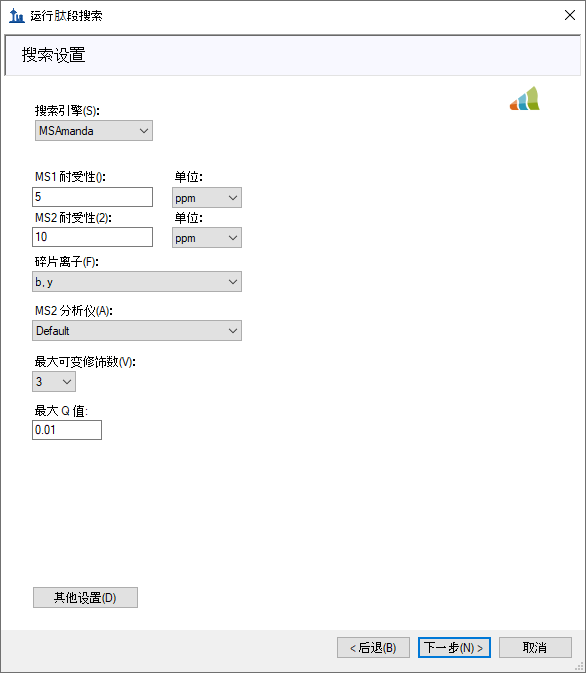 运行肽段搜索
搜索设置
搜索引擎(S):
MSAmanda
MS1 耐受性():
单位:
5
ppm
MS2 耐受性(2):
单位:
10
ppm
碎片离子(F):
b, y
MS2 分析仪(A):
Default
最大可变修饰数(V):
3
最大 Q 值:
0.01
其他设置(D)
< 后退(B)
下一步(N) >
取消